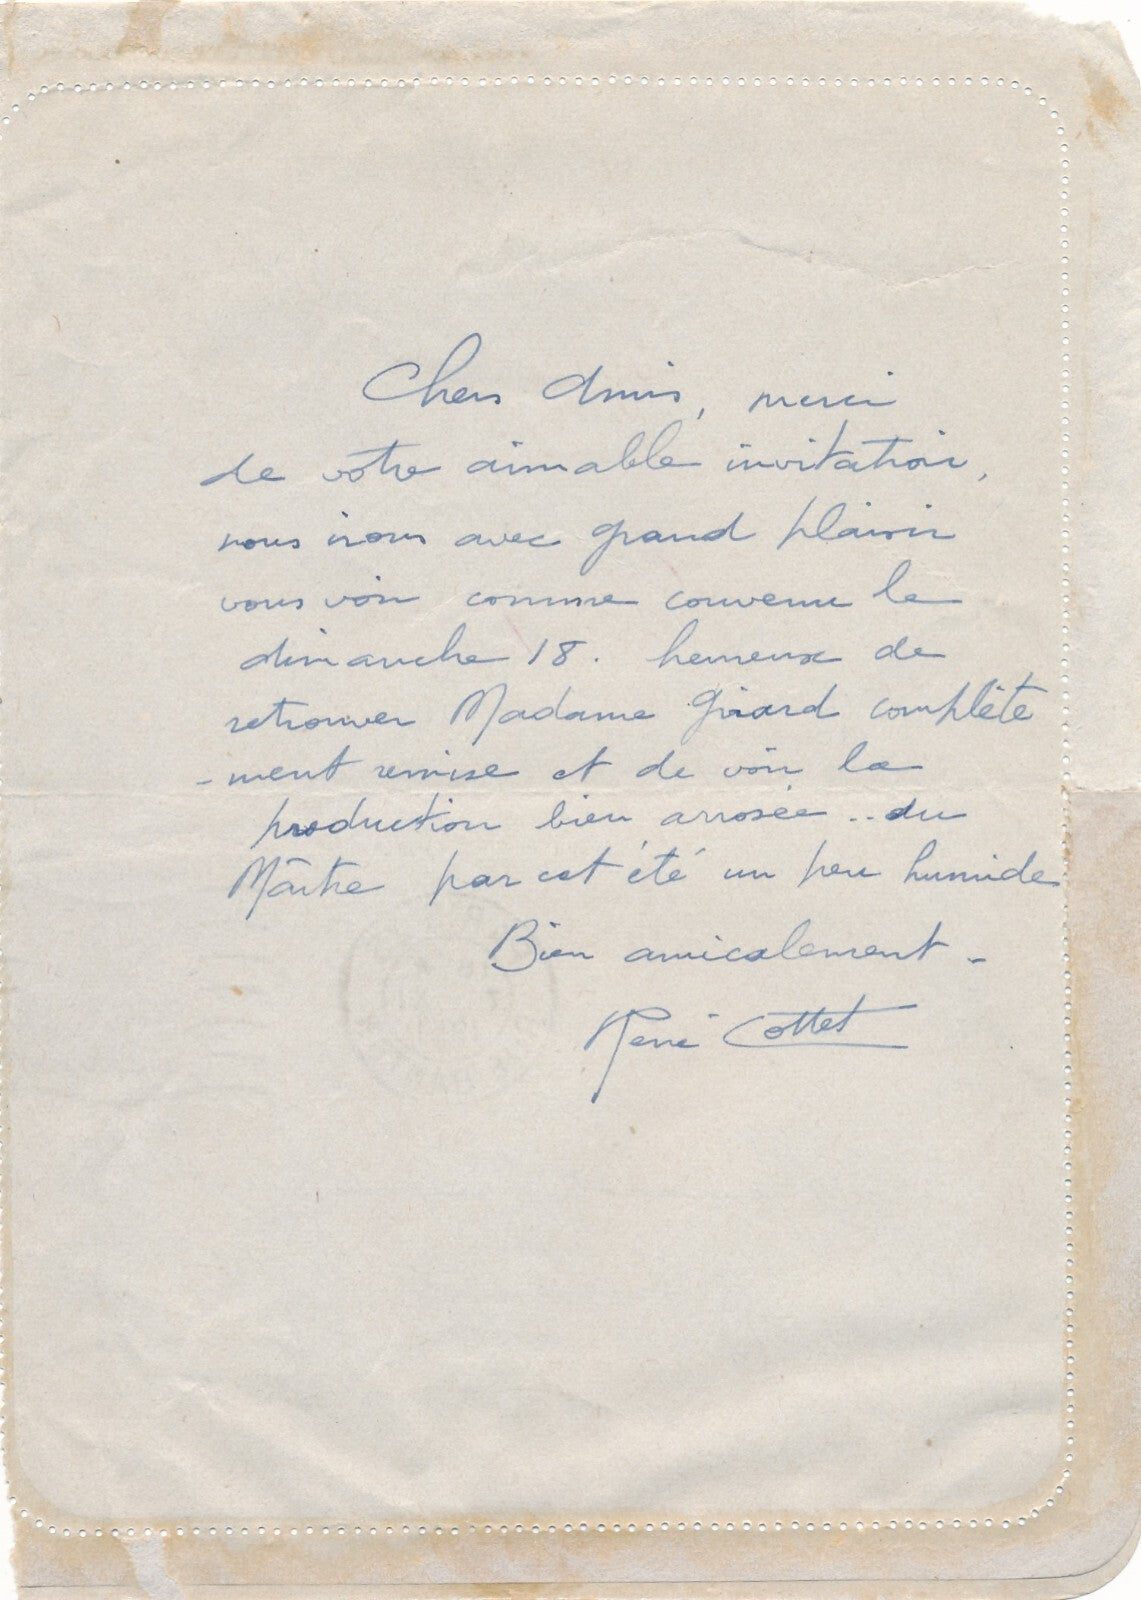 Chers Amis, merci
de votre aimable invitation,
nous irons avec grand plaisir
vous voir comme convenu le
dimanche 18. heureux de
retrouver Madame Girard complète
-ment remise et de voir la
production bien arrosée .. du
Maître par cet été un peu humide
Bien amicalement -
René Cottet